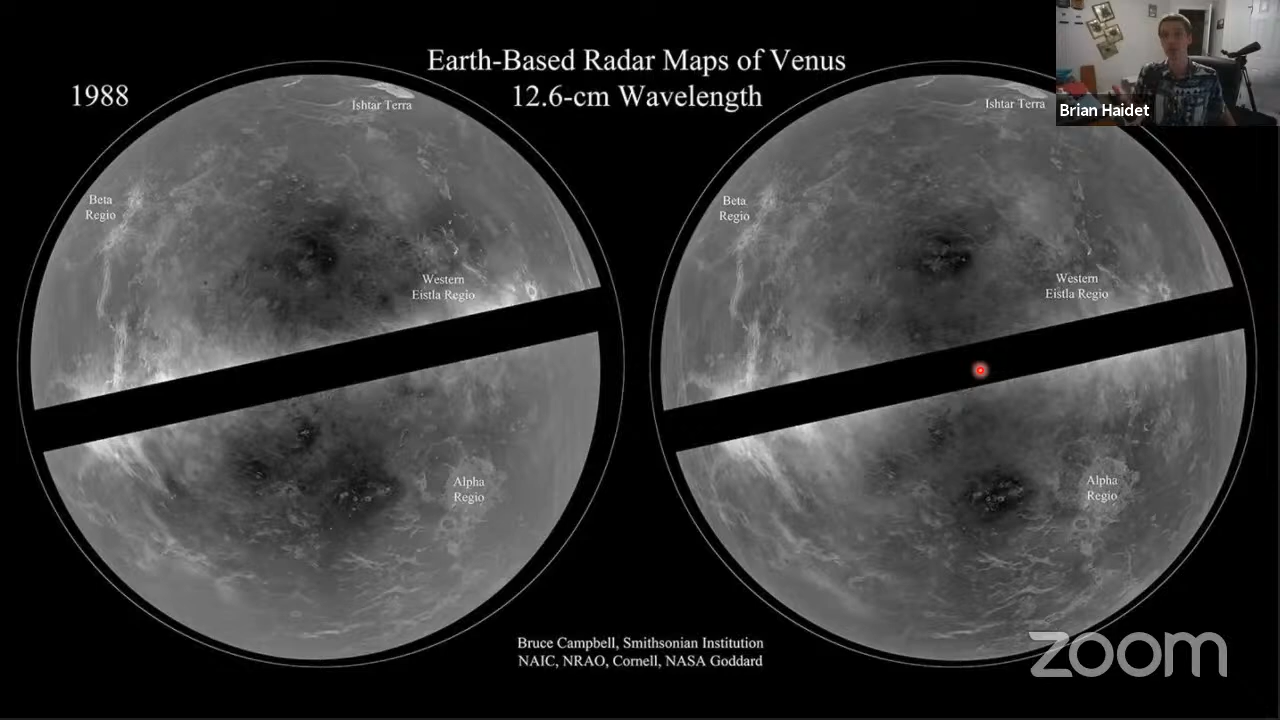 Earth-Based Radar Maps of Venus
12.6-cm Wavelength
1988
Ishtar Terra
Beta
Regio
Western
Eistla Regio
Alpha
Regio
Ishtar Terra
Beta
Regio
Western
Eistla Regio
Alpha
Regio
Bruce Campbell, Smithsonian Institution
NAIC, NRAO, Cornell, NASA Goddard
Brian Haidet
zoom